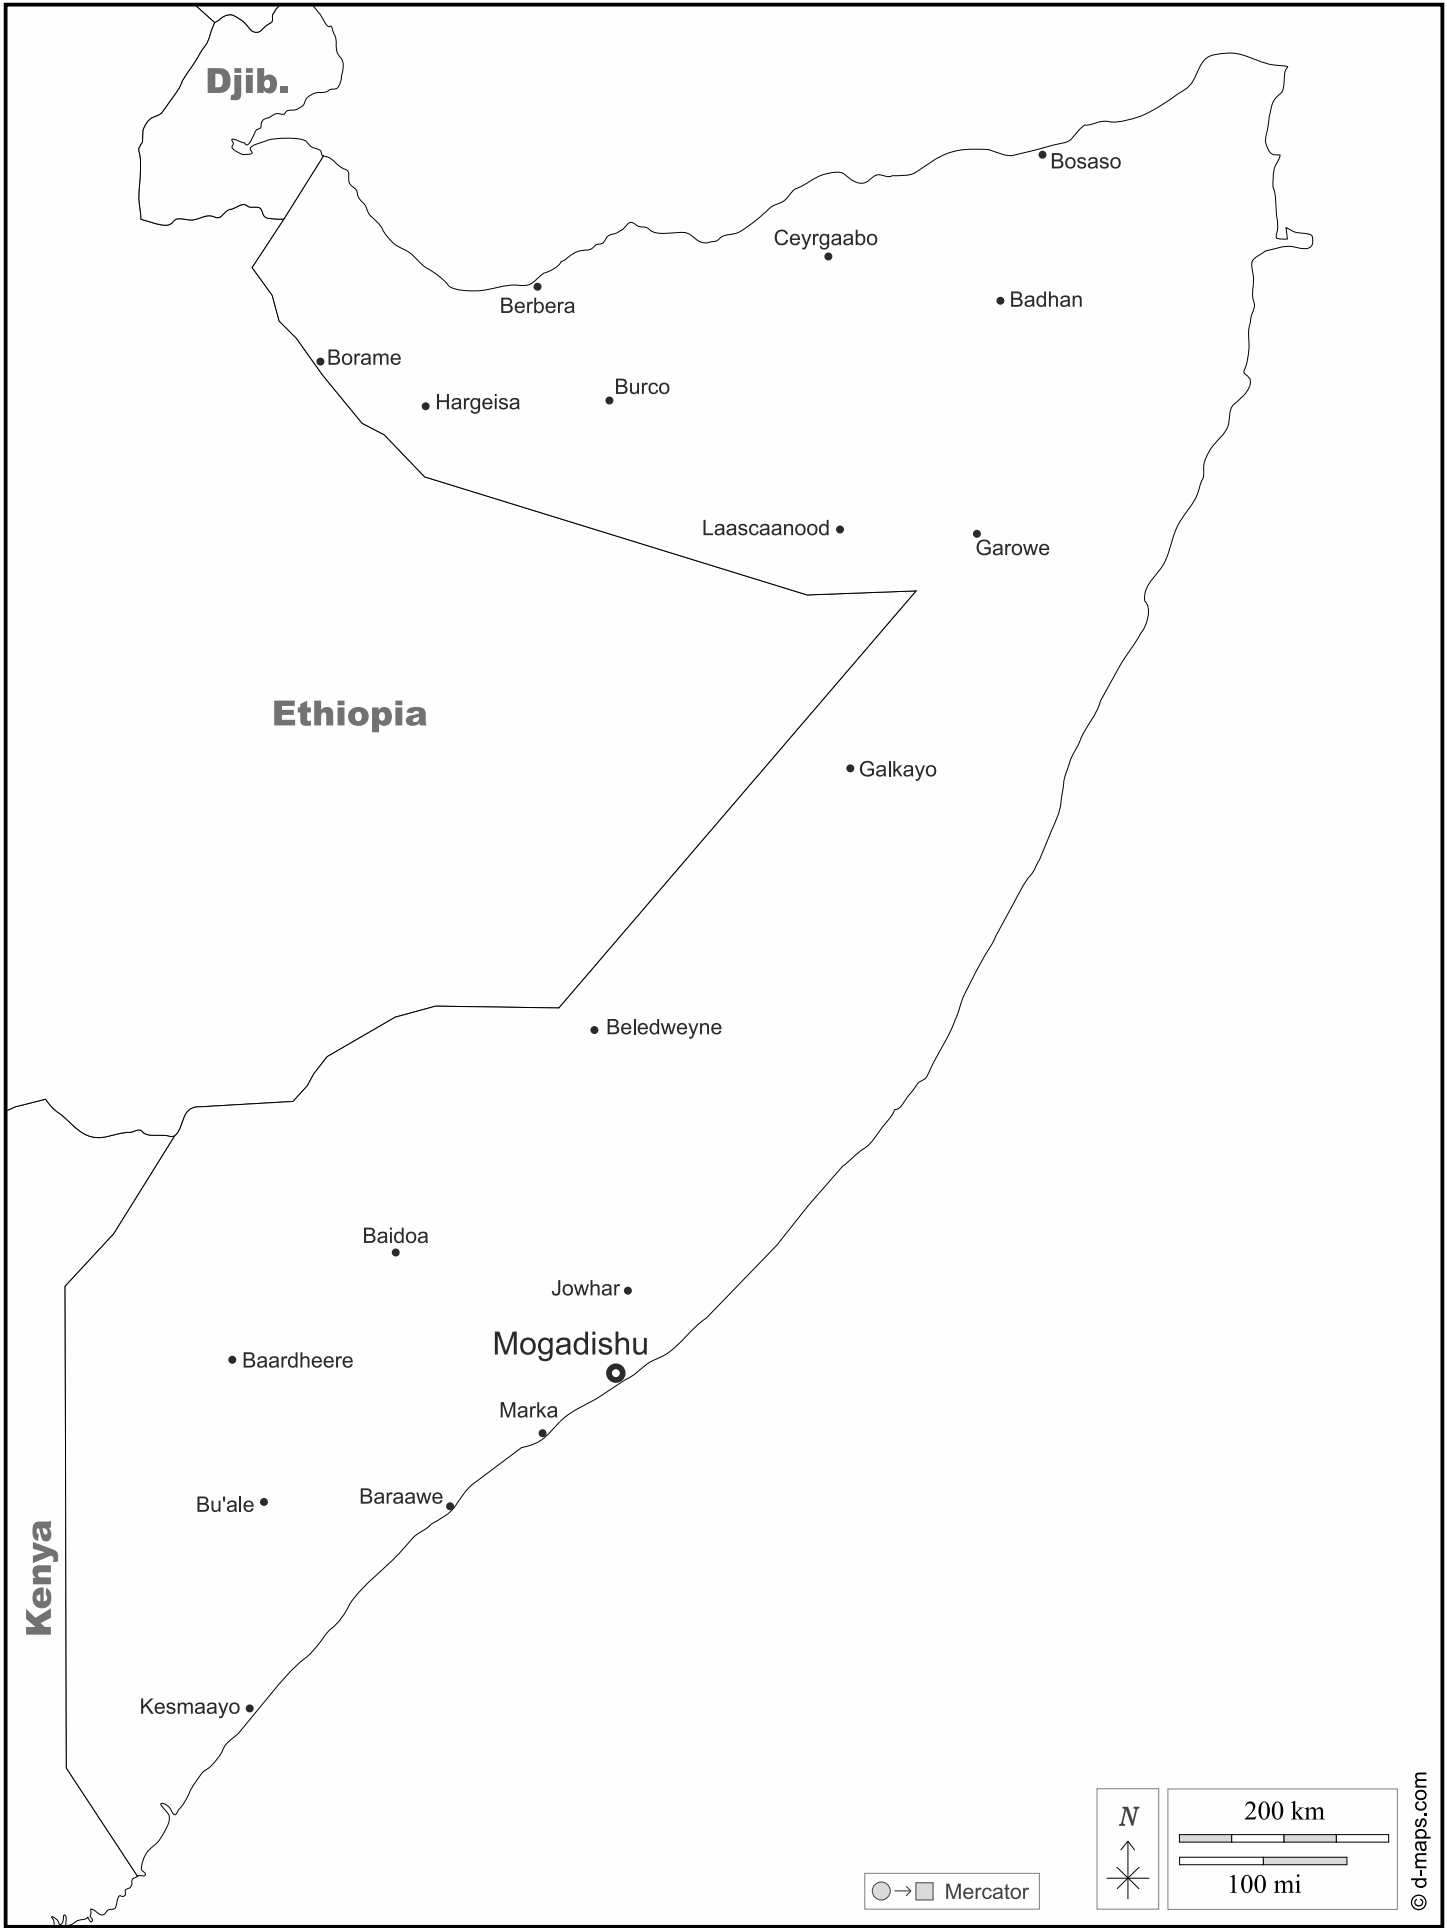 Djib.
Bosaso
Ceyrgaabo
Badhan
Berbera
Borame
Burco
Hargeisa
Laascaanood
Garowe
Ethiopia
Galkayo
Beledweyne
Baidoa
Jowhar
Mogadishu
Baardheere
Marka
Baraawe
Bu'ale
Kenya
Kesmaayo
N
200 km
100 mi
Mercator
© d-maps.com